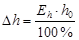 Δh = E_h · h_0 / 100%